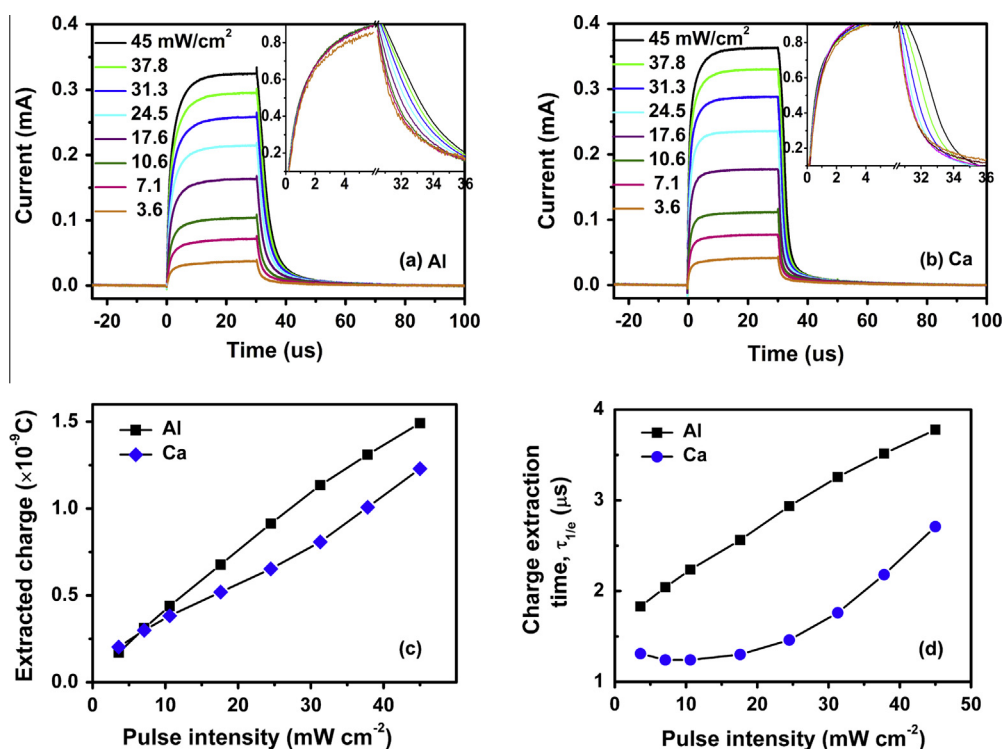 0.4
0.3
0.2
0.1
0.0
Current (mA)
45 mW/cm²
37.8
31.3
24.5
17.6
10.6
7.1
3.6
0.8
0.6
0.4
0.2
0 2 4 32 34 36
(a) Al
-20 0 20 40 60 80 100
Time (us)
0.4
0.3
0.2
0.1
0.0
Current (mA)
45 mW/cm²
37.8
31.3
24.5
17.6
10.6
7.1
3.6
0.8
0.6
0.4
0.2
0 2 4 32 34 36
(b) Ca
-20 0 20 40 60 80 100
Time (us)
1.5
1.0
0.5
0.0
Extracted charge (×10⁻⁹C)
Al
Ca
(c)
0 10 20 30 40
Pulse intensity (mW cm⁻²)
4
3
2
1
Charge extraction
time, τ1/e (μs)
Al
Ca
(d)
0 10 20 30 40 50
Pulse intensity (mW cm⁻²)